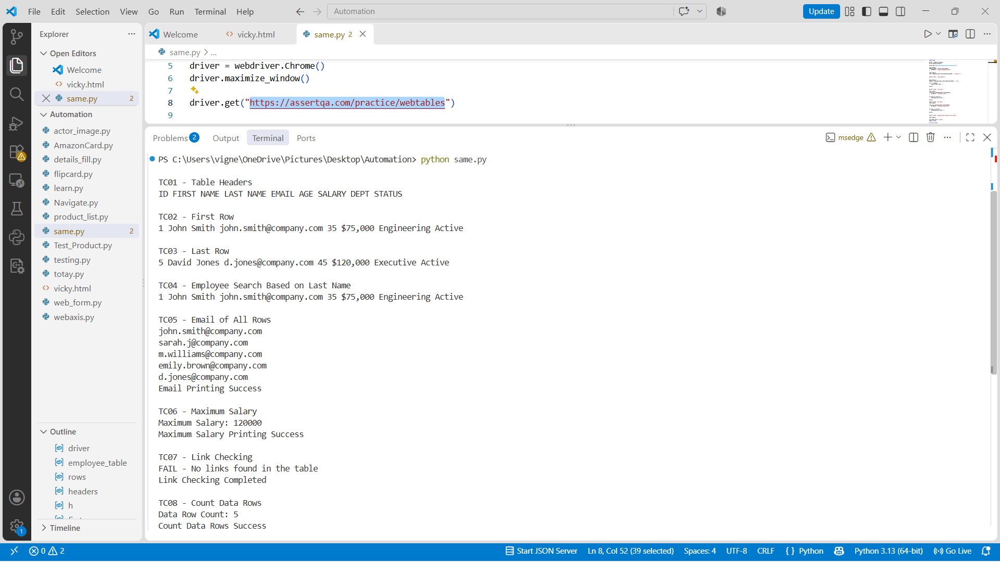 File Edit Selection View Go Run Terminal Help
Automation
Update
Explorer
Open Editors
Welcome
vicky.html
same.py 2
Automation
actor_image.py
AmazonCard.py
details_fill.py
flipcard.py
learn.py
Navigate.py
product_list.py
same.py 2
Test_Product.py
testing.py
totay.py
vicky.html
web_form.py
webaxis.py
Outline
driver
employee_table
rows
headers
h
Timeline
1
Welcome vicky.html same.py 2
same.py > ...
5 driver = webdriver.Chrome()
6 driver.maximize_window()
7
8 driver.get("https://assertqa.com/practice/webtables")
9
Problems 2 Output Terminal Ports
msedge
PS C:\Users\vigne\OneDrive\Pictures\Desktop\Automation> python same.py
TC01 - Table Headers
ID FIRST NAME LAST NAME EMAIL AGE SALARY DEPT STATUS
TC02 - First Row
1 John Smith john.smith@company.com 35 $75,000 Engineering Active
TC03 - Last Row
5 David Jones d.jones@company.com 45 $120,000 Executive Active
TC04 - Employee Search Based on Last Name
1 John Smith john.smith@company.com 35 $75,000 Engineering Active
TC05 - Email of All Rows
john.smith@company.com
sarah.j@company.com
m.williams@company.com
emily.brown@company.com
d.jones@company.com
Email Printing Success
TC06 - Maximum Salary
Maximum Salary: 120000
Maximum Salary Printing Success
TC07 - Link Checking
FAIL - No links found in the table
Link Checking Completed
TC08 - Count Data Rows
Data Row Count: 5
Count Data Rows Success
0 2 Start JSON Server Ln 8, Col 52 (39 selected) Spaces: 4 UTF-8 CRLF { } Python Python 3.13 (64-bit) Go Live